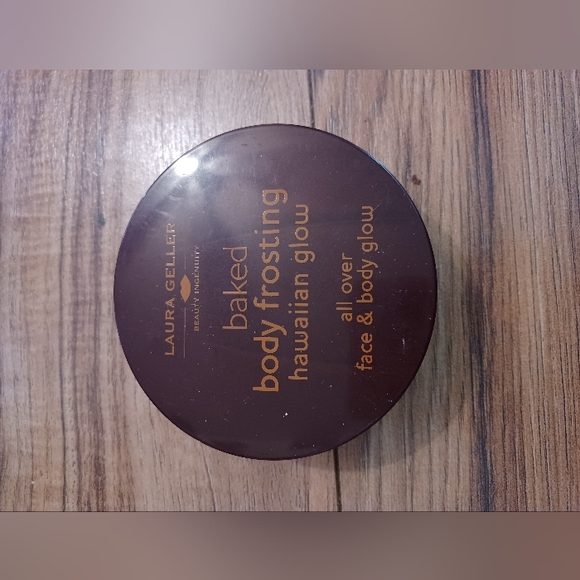 LAURA GELLER
BEAUTY INGENUITY
baked
body frosting
hawaiian glow
all over
face & body glow